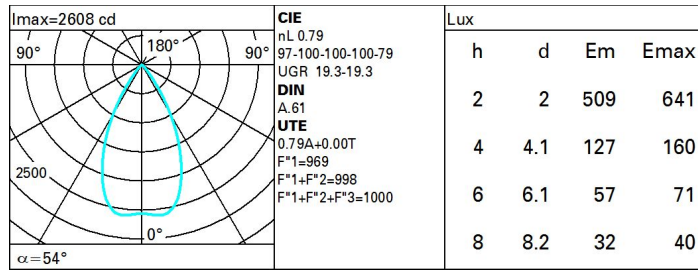 Imax=2608 cd
90°
180°
90°
2500
0°
α=54°
CIE
nL 0.79
97-100-100-100-79
UGR 19.3-19.3
DIN
A.61
UTE
0.79A+0.00T
F"1=969
F"1+F"2=998
F"1+F"2+F"3=1000
Lux
h d Em Emax
2 2 509 641
4 4.1 127 160
6 6.1 57 71
8 8.2 32 40